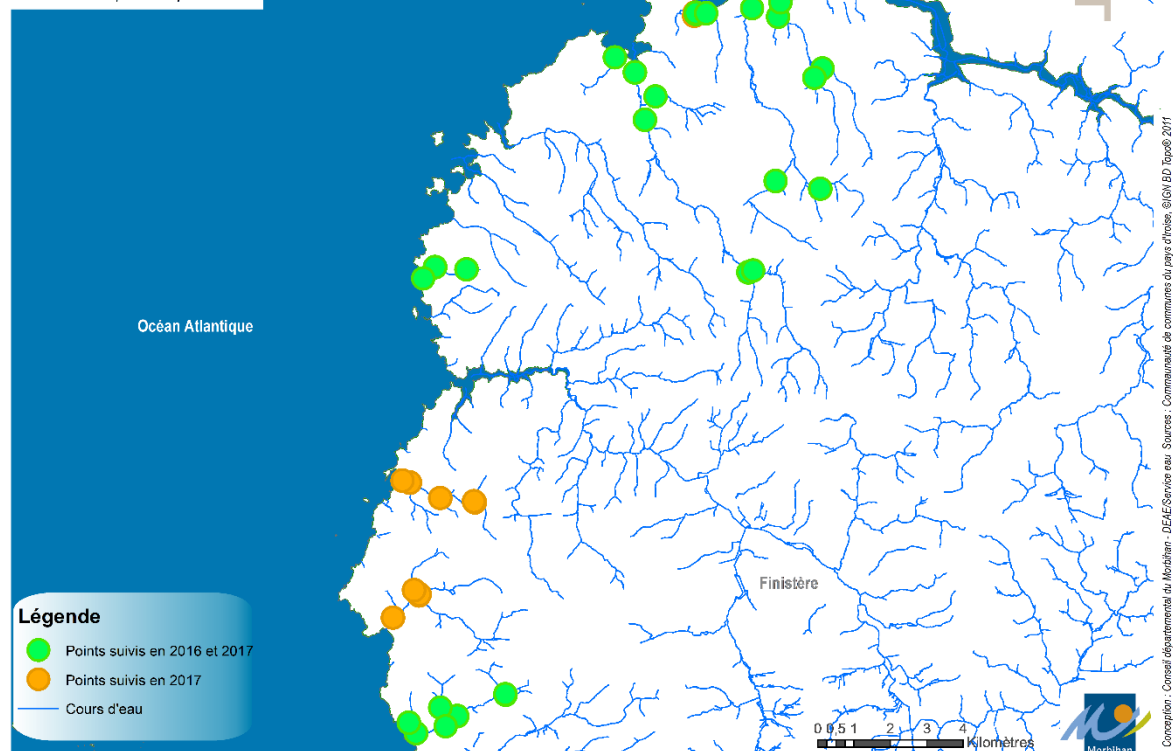 Océan Atlantique
Finistère
Légende
Points suivis en 2016 et 2017
Points suivis en 2017
Cours d'eau
0 0,5 1 2 3 4
Kilomètres
Morbihan
Conception : Conseil départemental du Morbihan - DEAE/Service eau Sources : Communauté de communes du pays d'Iroise, ©IGN BD Topo® 2011